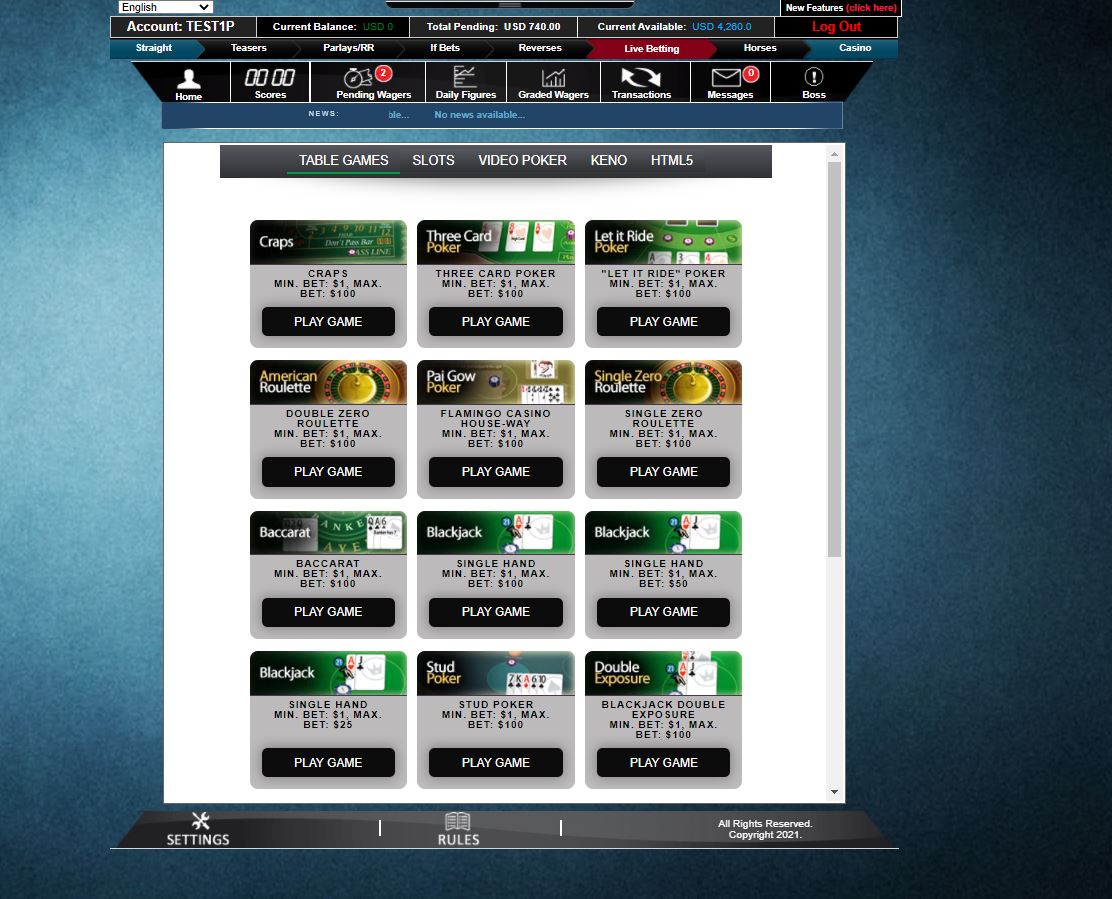 English
New Features (click here)
Account: TEST1P
Current Balance: USD 0
Total Pending: USD 740.00
Current Available: USD 4,260.0
Log Out
Straight
Teasers
Parlays/RR
If Bets
Reverses
Live Betting
Horses
Casino
Home
00 00
Scores
2
Pending Wagers
Daily Figures
Graded Wagers
Transactions
0
Messages
Boss
NEWS:
ble...
No news available...
TABLE GAMES
SLOTS
VIDEO POKER
KENO
HTML5
Craps
Don't Pass Bar
PASS LINE
CRAPS
MIN. BET: $1, MAX.
BET: $100
PLAY GAME
Three Card
Poker
THREE CARD POKER
MIN. BET: $1, MAX.
BET: $100
PLAY GAME
Let it Ride
Poker
"LET IT RIDE" POKER
MIN. BET: $1, MAX.
BET: $100
PLAY GAME
American
Roulette
DOUBLE ZERO
ROULETTE
MIN. BET: $1, MAX.
BET: $100
PLAY GAME
Pai Gow
Poker
FLAMINGO CASINO
HOUSE-WAY
MIN. BET: $1, MAX.
BET: $100
PLAY GAME
Single Zero
Roulette
SINGLE ZERO
ROULETTE
MIN. BET: $1, MAX.
BET: $100
PLAY GAME
Baccarat
BACCARAT
MIN. BET: $1, MAX.
BET: $100
PLAY GAME
Blackjack
SINGLE HAND
MIN. BET: $1, MAX.
BET: $100
PLAY GAME
Blackjack
SINGLE HAND
MIN. BET: $1, MAX.
BET: $50
PLAY GAME
Blackjack
SINGLE HAND
MIN. BET: $1, MAX.
BET: $25
PLAY GAME
Stud
Poker
STUD POKER
MIN. BET: $1, MAX.
BET: $100
PLAY GAME
Double
Exposure
BLACKJACK DOUBLE
EXPOSURE
MIN. BET: $1, MAX.
BET: $100
PLAY GAME
SETTINGS
RULES
All Rights Reserved.
Copyright 2021.